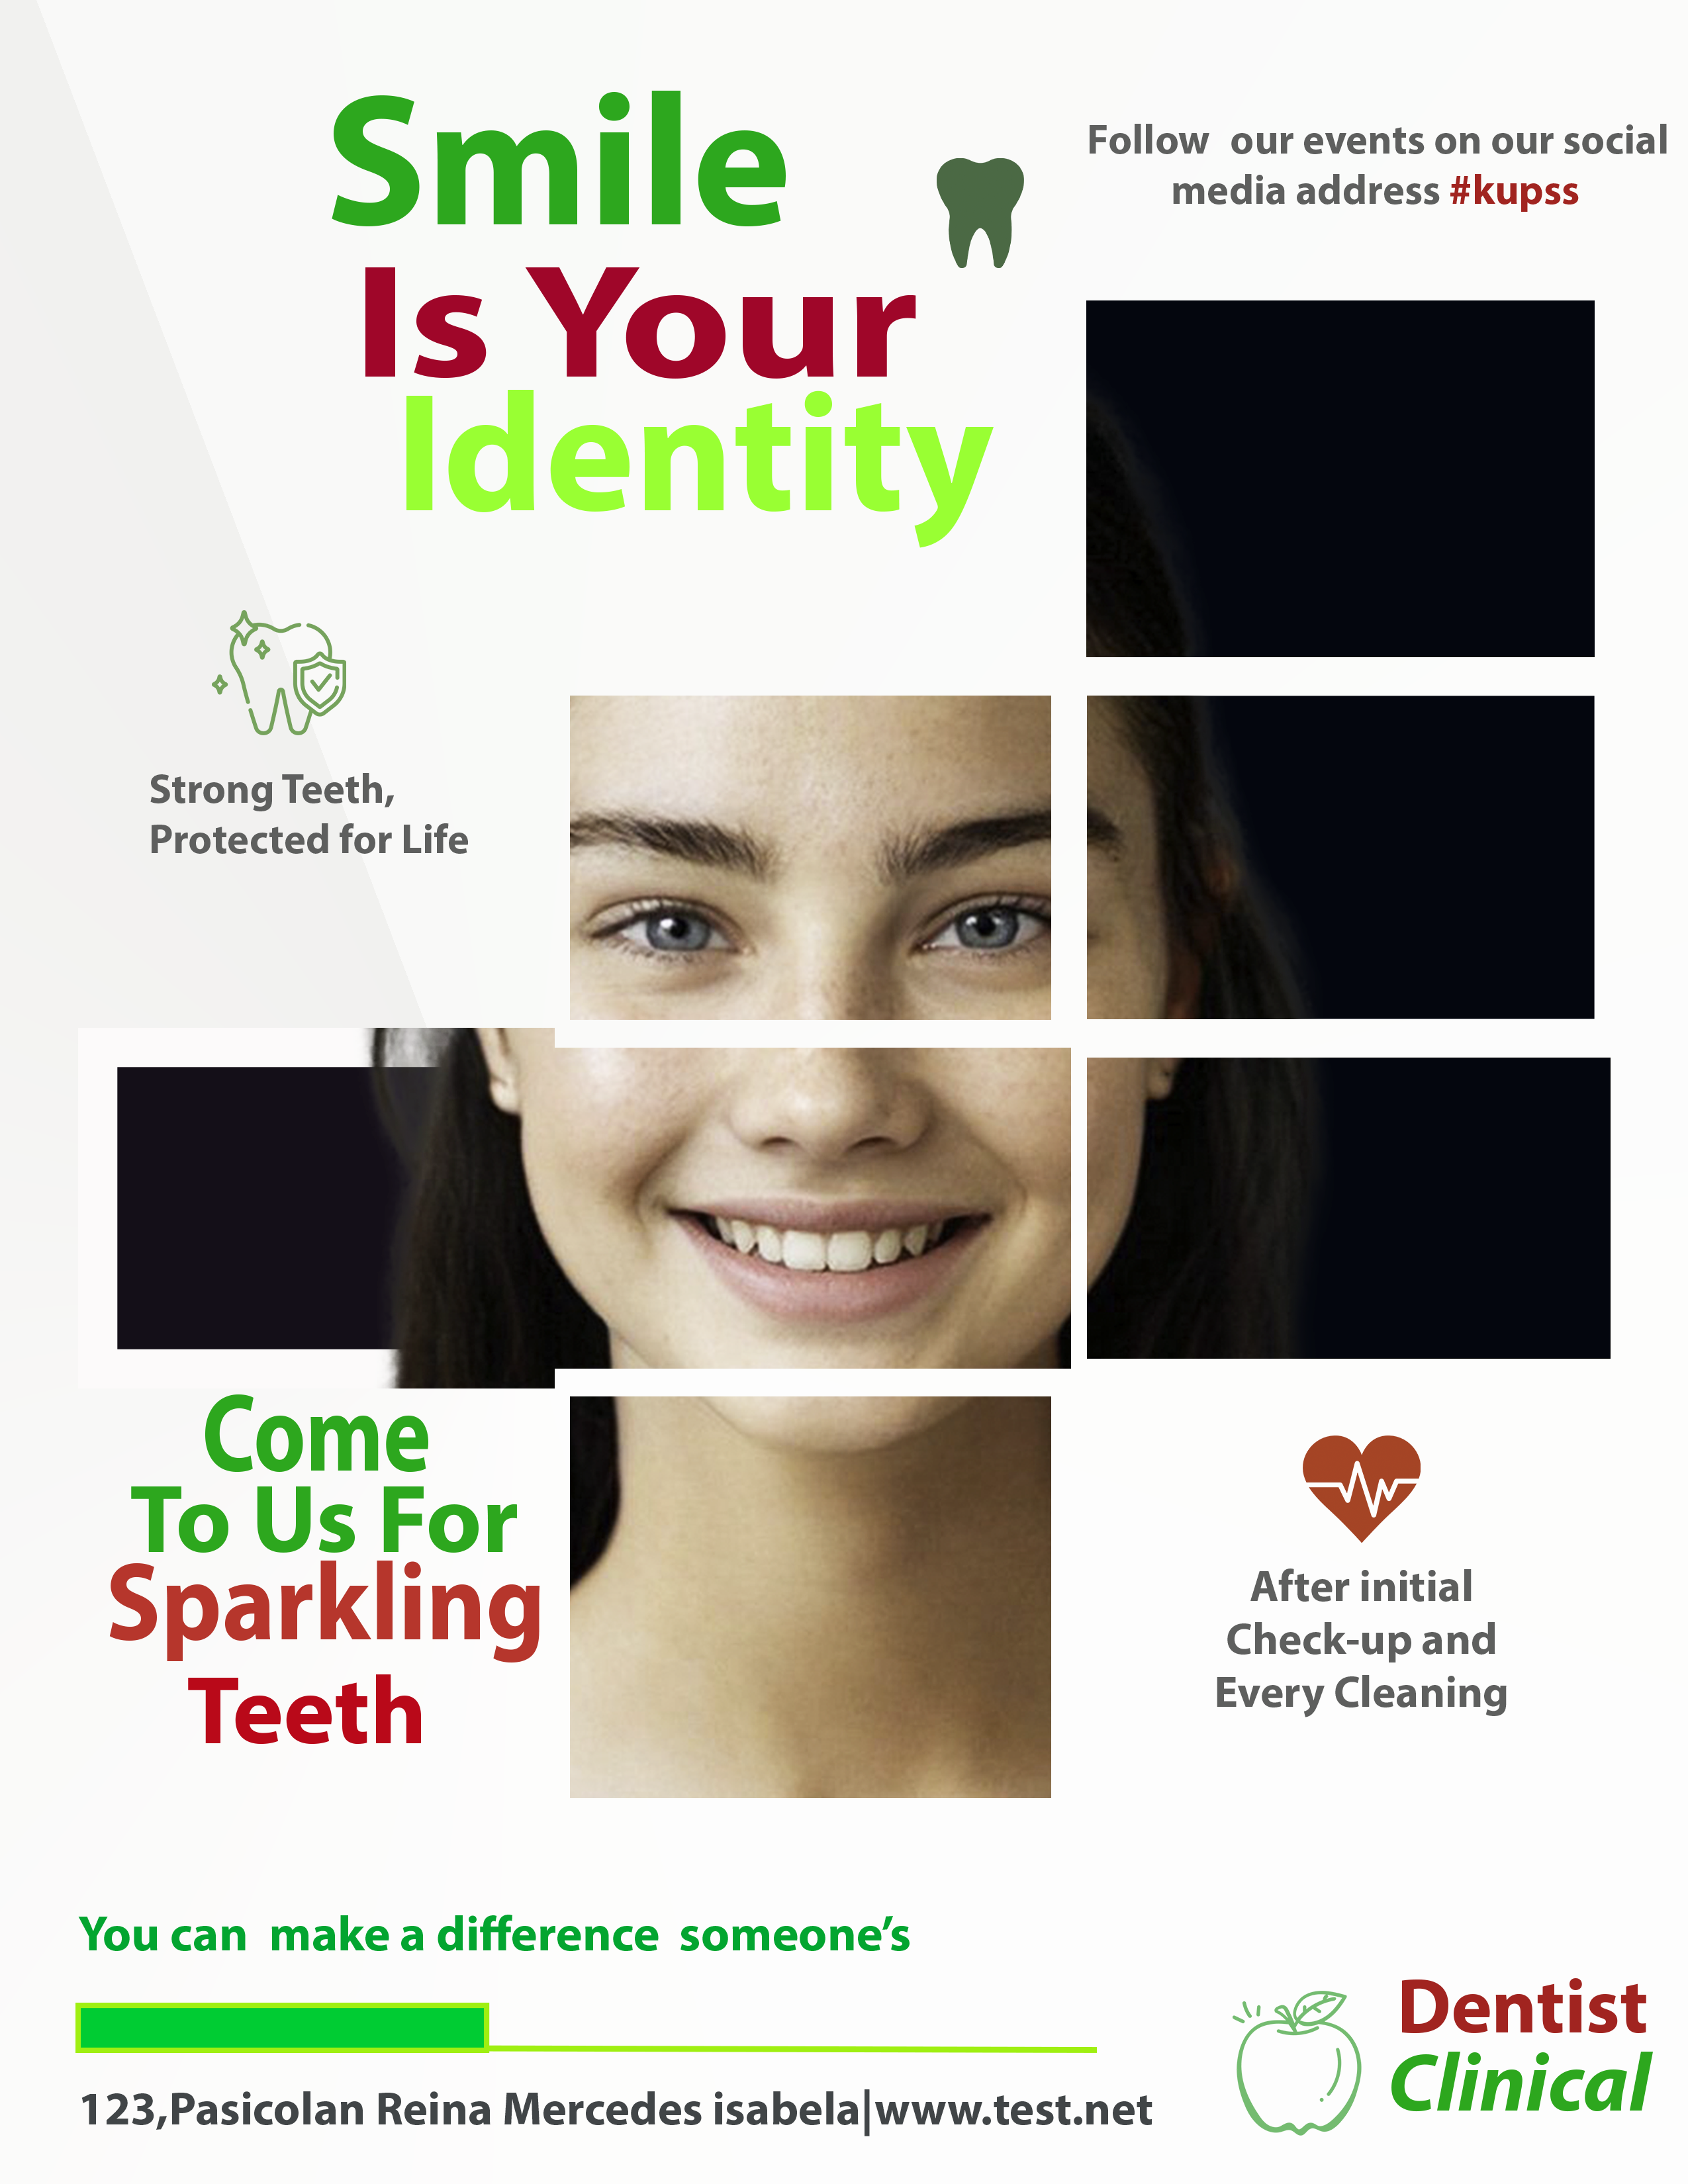 Smile
Is Your
Identity
Follow our events on our social
media address #kupss
Strong Teeth,
Protected for Life
Come
To Us For
Sparkling
Teeth
After initial
Check-up and
Every Cleaning
You can make a difference someone’s
123,Pasicolan Reina Mercedes isabela|www.test.net
Dentist
Clinical